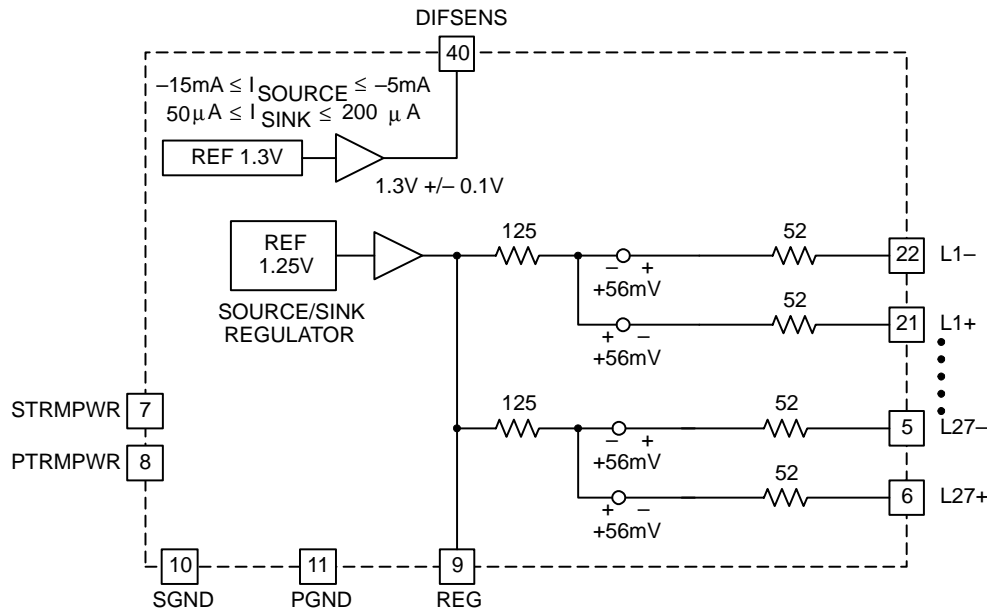 DIFSENS
40
–15mA ≤ I SOURCE ≤ –5mA
50μA ≤ I SINK ≤ 200 μA
REF 1.3V
1.3V +/– 0.1V
REF
1.25V
SOURCE/SINK
REGULATOR
125
52
– +
+56mV
22
L1–
52
+ –
+56mV
21
L1+
STRMPWR
7
PTRMPWR
8
125
52
– +
+56mV
5
L27–
52
+ –
+56mV
6
L27+
10
11
9
SGND
PGND
REG